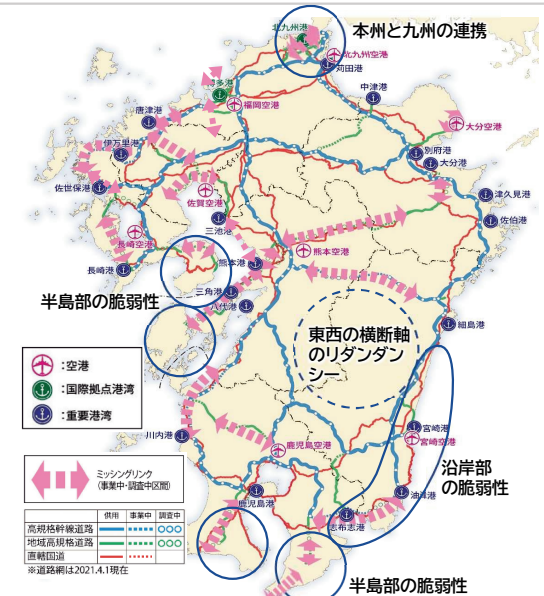 北九州港
本州と九州の連携
北九州空港
苅田港
博多港
福岡空港
中津港
唐津港
大分空港
伊万里港
別府港
大分港
佐世保港
佐賀空港
津久見港
三池港
佐伯港
長崎空港
熊本空港
熊本港
長崎港
三角港
八代港
半島部の脆弱性
東西の横断軸
のリダンダン
シー
細島港
:空港
:国際拠点港湾
:重要港湾
川内港
宮崎港
宮崎空港
鹿児島空港
沿岸部
の脆弱性
ミッシングリンク
(事業中・調査中区間)
鹿児島港
油津港
志布志港
供用 事業中 調査中
高規格幹線道路
地域高規格道路
直轄国道
※道路網は2021.4.1現在
半島部の脆弱性